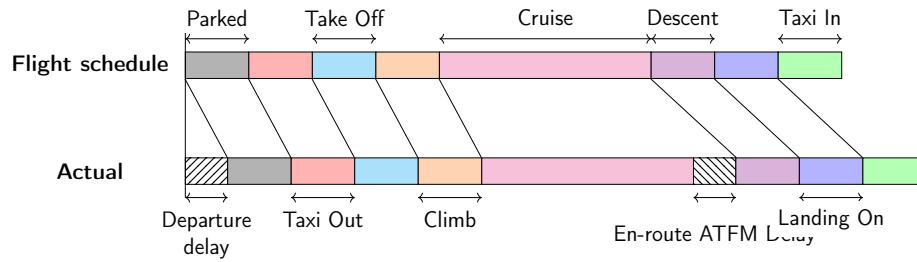 Parked
Take Off
Cruise
Descent
Taxi In
Flight schedule
Actual
Departure
delay
Taxi Out
Climb
En-route ATFM Delay
Landing On